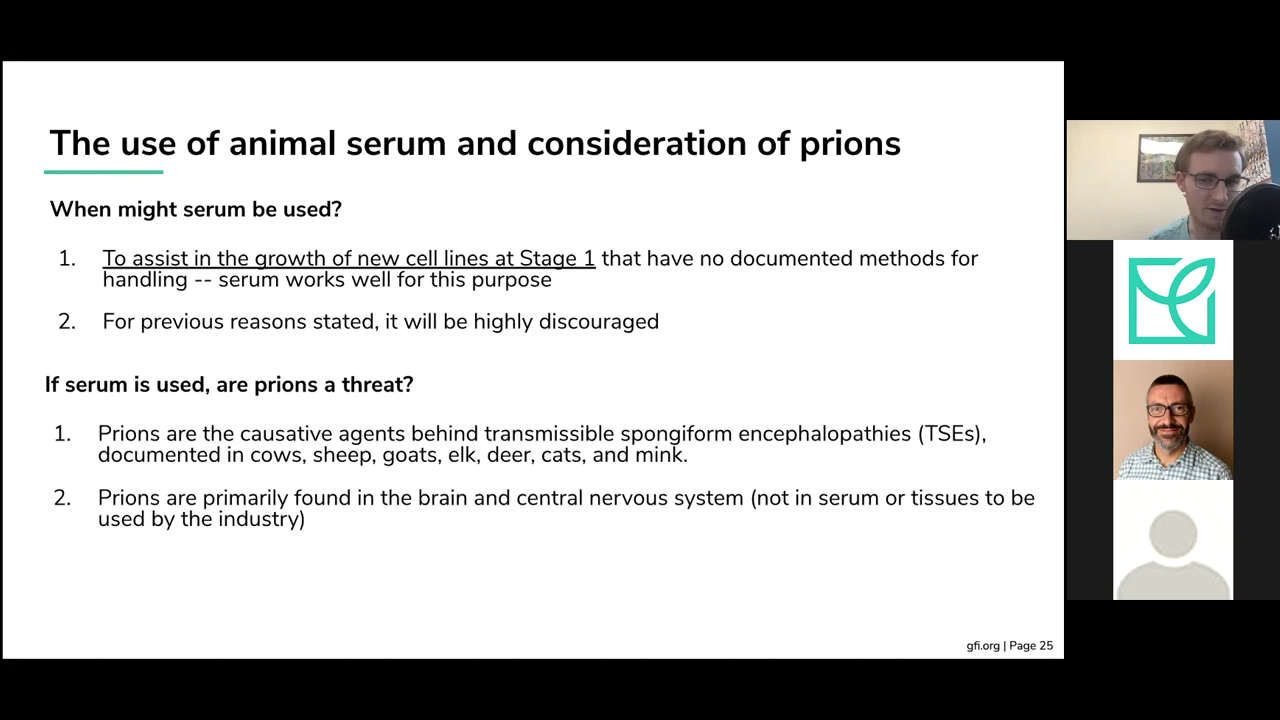 The use of animal serum and consideration of prions
When might serum be used?
1. To assist in the growth of new cell lines at Stage 1 that have no documented methods for
handling -- serum works well for this purpose
2. For previous reasons stated, it will be highly discouraged
If serum is used, are prions a threat?
1. Prions are the causative agents behind transmissible spongiform encephalopathies (TSEs),
documented in cows, sheep, goats, elk, deer, cats, and mink.
2. Prions are primarily found in the brain and central nervous system (not in serum or tissues to be
used by the industry)
gfi.org | Page 25